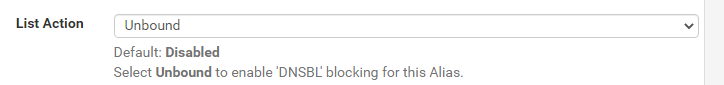 List Action
Unbound
Default: Disabled
Select Unbound to enable 'DNSBL' blocking for this Alias.